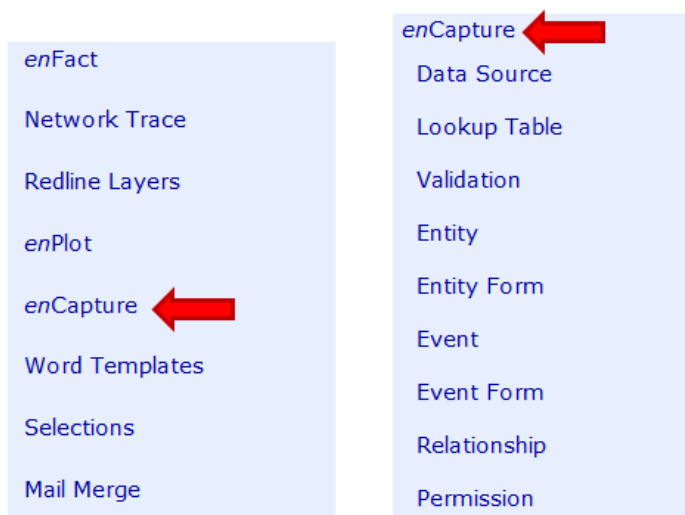 enFact
Network Trace
Redline Layers
enPlot
enCapture
Word Templates
Selections
Mail Merge
enCapture
Data Source
Lookup Table
Validation
Entity
Entity Form
Event
Event Form
Relationship
Permission